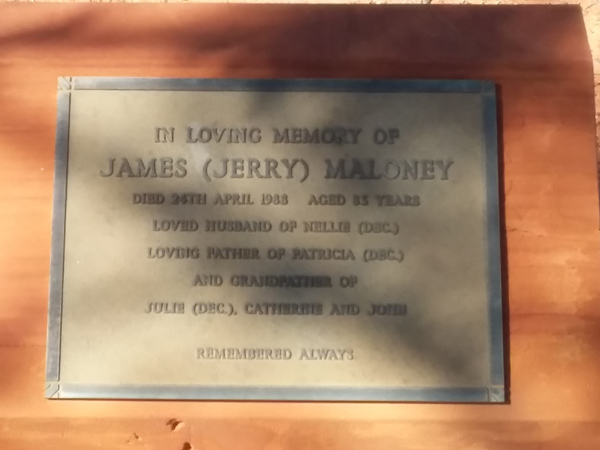 IN LOVING MEMORY OF
JAMES (JERRY) MALONEY
DIED 24TH APRIL 1988 AGED 83 YEARS
LOVED HUSBAND OF NELLIE (DEC.)
LOVING FATHER OF PATRICIA (DEC.)
AND GRANDFATHER OF
JULIE (DEC.), CATHERINE AND JOHN
REMEMBERED ALWAYS